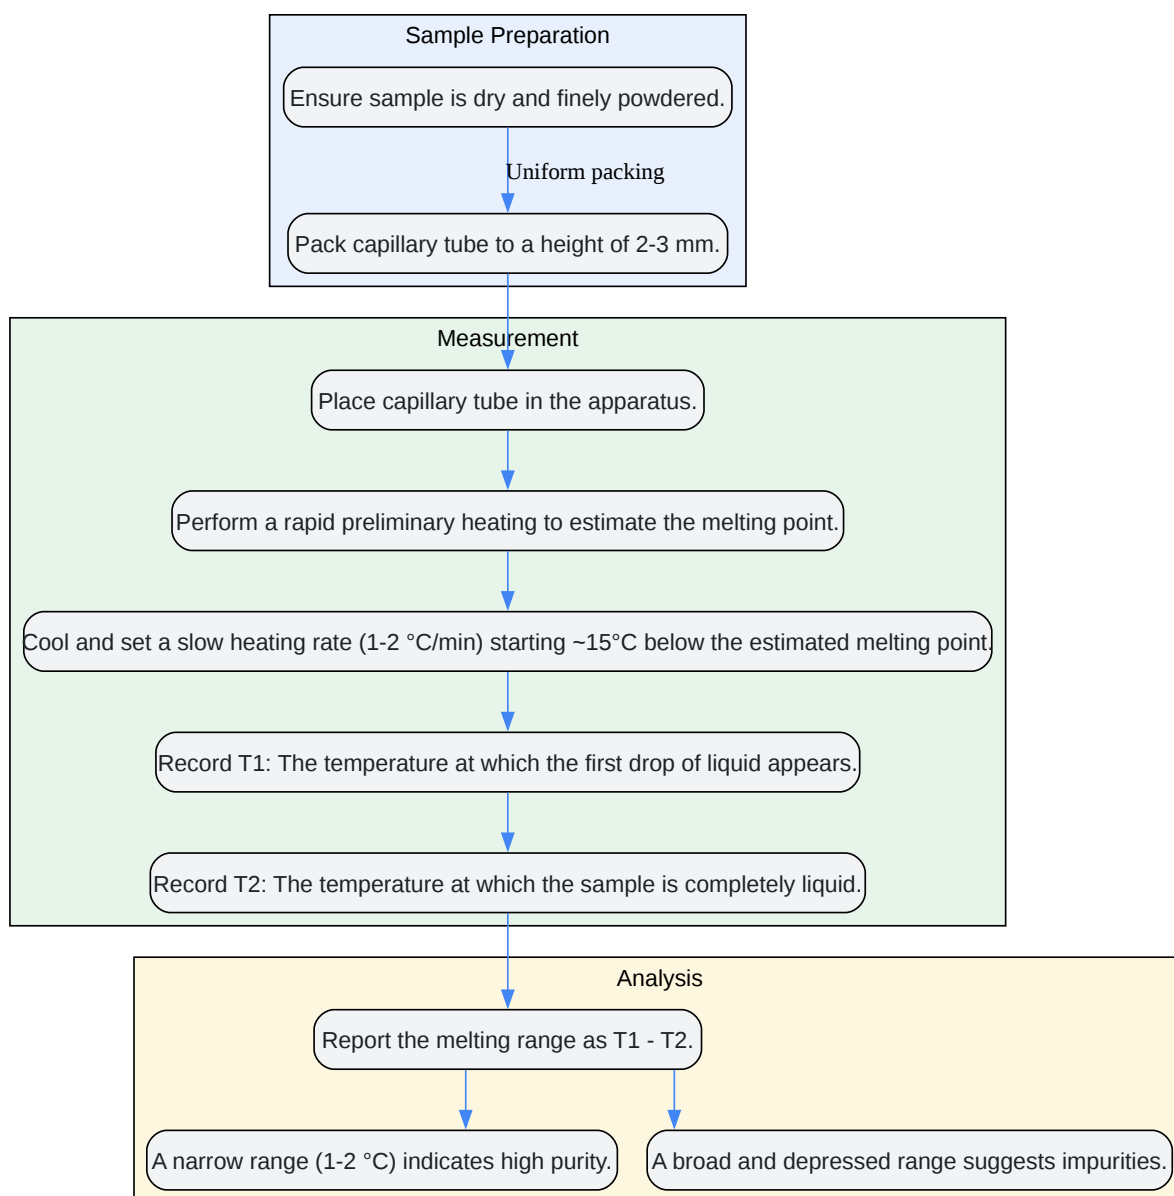 Sample Preparation
Ensure sample is dry and finely powdered.
Uniform packing
Pack capillary tube to a height of 2-3 mm.
Measurement
Place capillary tube in the apparatus.
Perform a rapid preliminary heating to estimate the melting point.
Cool and set a slow heating rate (1-2 °C/min) starting ~15°C below the estimated melting point.
Record T1: The temperature at which the first drop of liquid appears.
Record T2: The temperature at which the sample is completely liquid.
Analysis
Report the melting range as T1 - T2.
A narrow range (1-2 °C) indicates high purity.
A broad and depressed range suggests impurities.